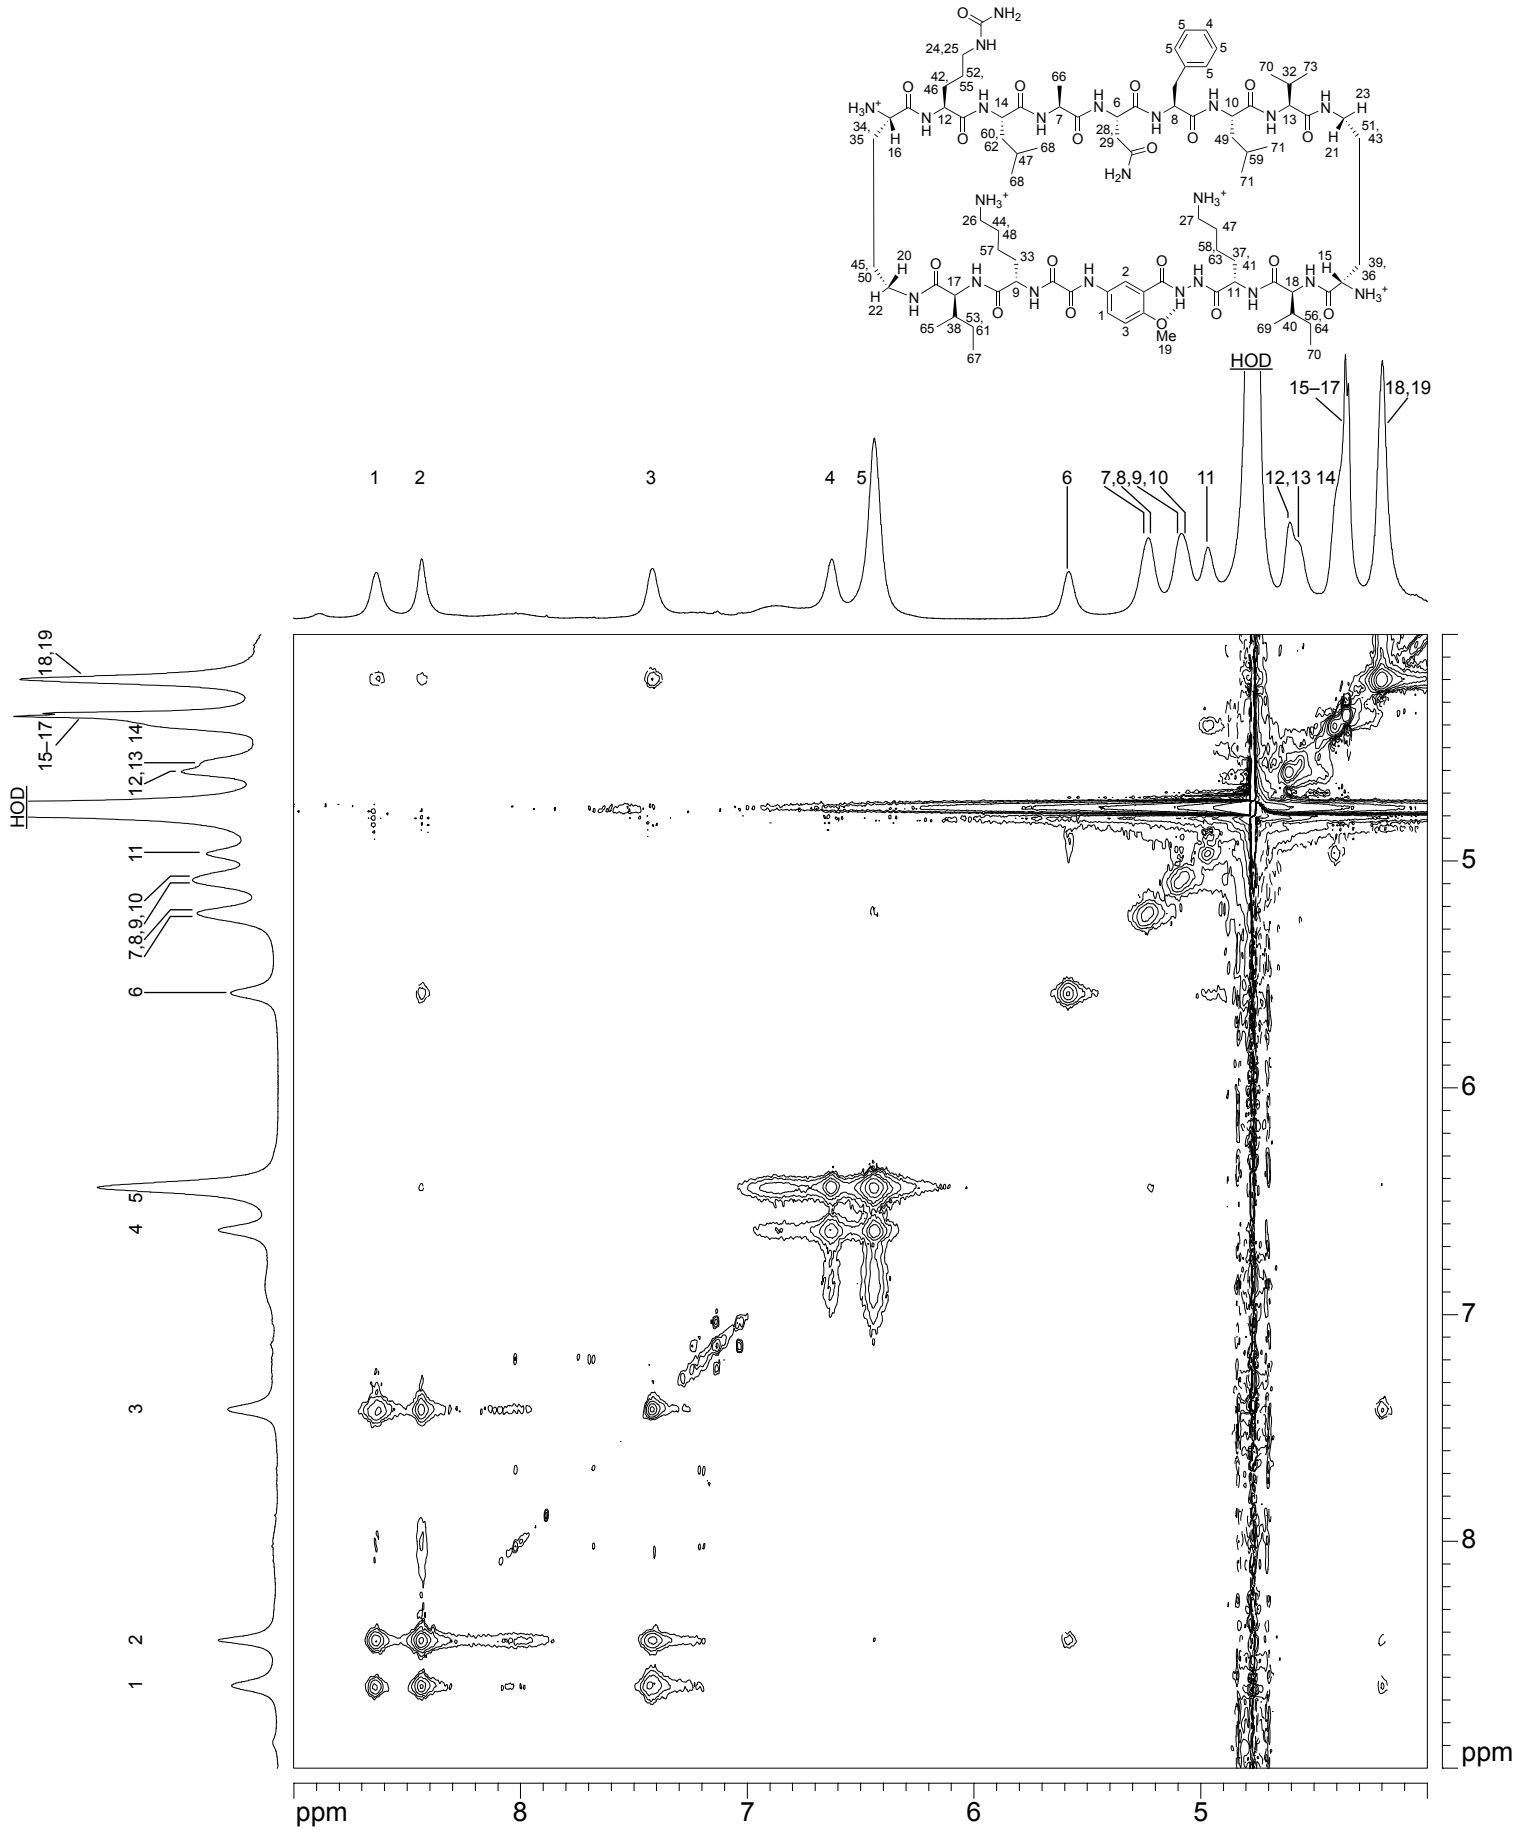 O NH2
24,25 NH
5 4
5 5
5
42, 52, 66 70 32 73
46 55
O H N O H N O H N O H N O 23
H3N+ 14 6 10 N H
N H 12 O N H 7 O N H 8 O N H 13 O
34, 60, 28, 49 51,
35 H 62 68 29 O 59 71 H 43
16 47 21
68 H2N 71
NH3+ NH3+
26 44, 27 47
48
57 33 58, 37,
63 41
45, 20 15 39,
50 H O 17 H N O O H N 2 O H N O 18 H N H 36
H N H O 9 N H O 1 N H O 11 N H O NH3+
22 65 38 53, 3 O 69 40 56,
61 Me 64
67 19 70
HOD
15–17 18,19
1 2 3 4 5 6 7,8,9,10 11 12,13 14
18,19
15–17
12,13 14
HOD
11
7,8,9,10
6
5
4
3
2
1
5
6
7
8
ppm
ppm 8 7 6 5